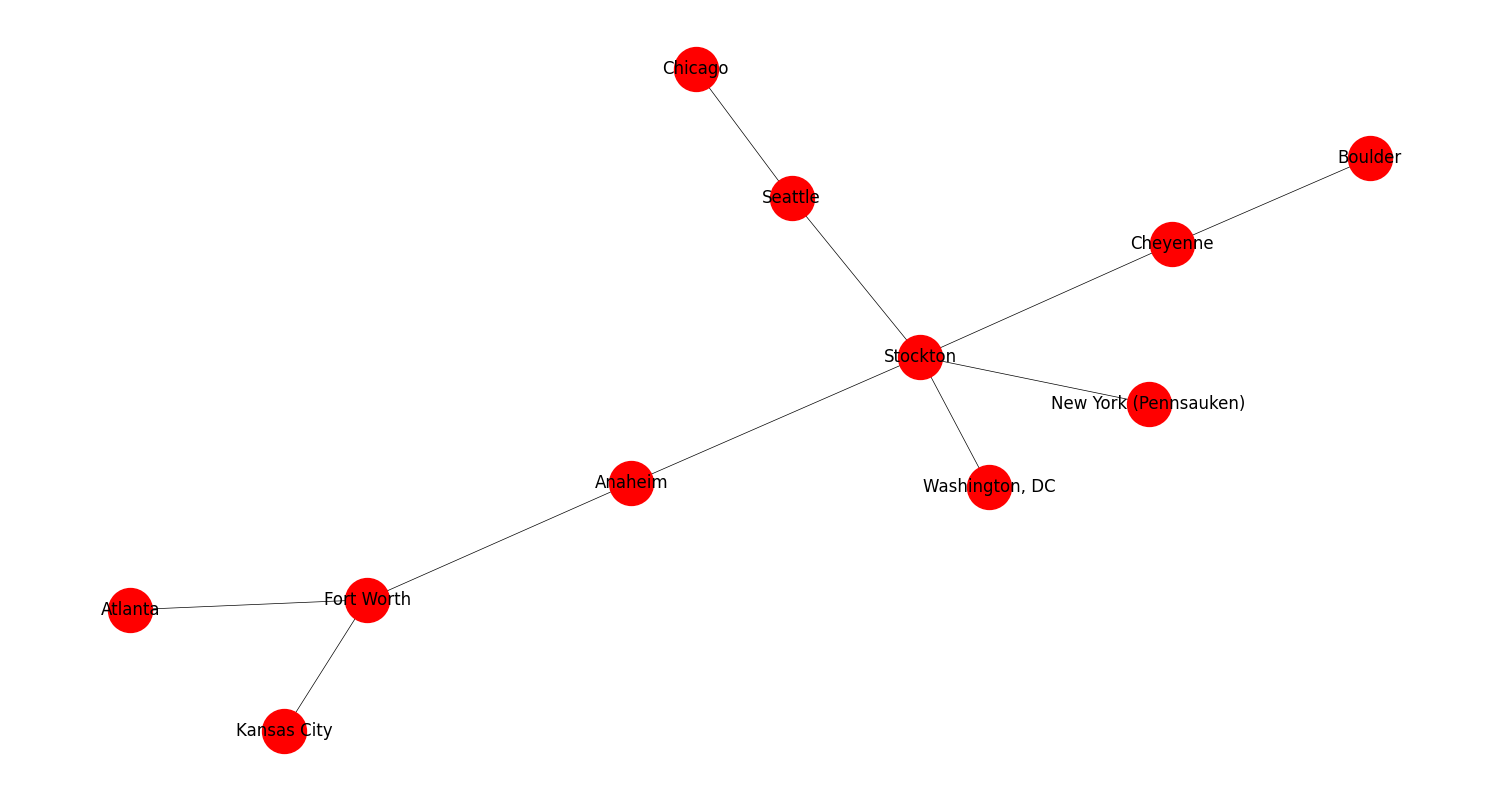 Chicago
Boulder
Seattle
Cheyenne
Stockton
New York (Pennsauken)
Anaheim
Washington, DC
Fort Worth
Atlanta
Kansas City